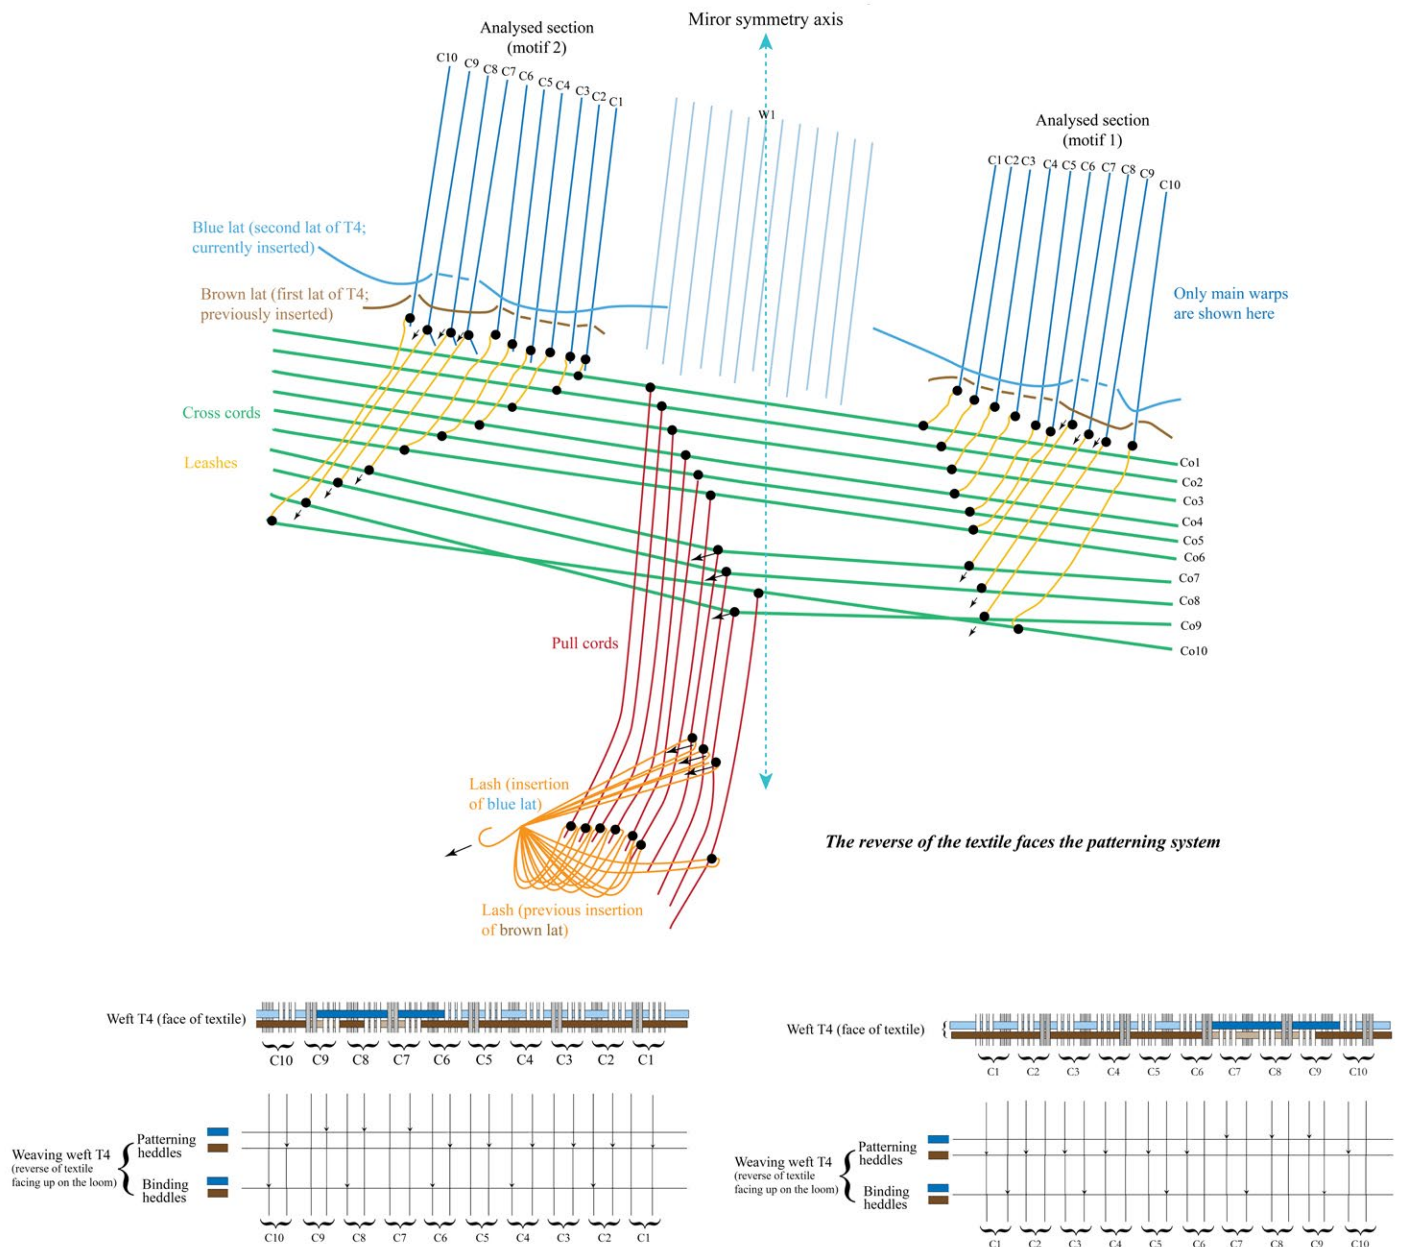 Miror symmetry axis
Analysed section
(motif 2)
C10 C9 C8 C7 C6 C5 C4 C3 C2 C1
W1
Analysed section
(motif 1)
C1 C2 C3 C4 C5 C6 C7 C8 C9 C10
Blue lat (second lat of T4;
currently inserted)
Brown lat (first lat of T4;
previously inserted)
Only main warps
are shown here
Cross cords
Leashes
Co1
Co2
Co3
Co4
Co5
Co6
Co7
Co8
Co9
Co10
Pull cords
Lash (insertion
of blue lat)
The reverse of the textile faces the patterning system
Lash (previous insertion
of brown lat)
Weft T4 (face of textile)
C10 C9 C8 C7 C6 C5 C4 C3 C2 C1
Weaving weft T4
(reverse of textile
facing up on the loom)
Patterning
heddles
Binding
heddles
C10 C9 C8 C7 C6 C5 C4 C3 C2 C1
Weft T4 (face of textile)
C1 C2 C3 C4 C5 C6 C7 C8 C9 C10
Weaving weft T4
(reverse of textile
facing up on the loom)
Patterning
heddles
Binding
heddles
C1 C2 C3 C4 C5 C6 C7 C8 C9 C10